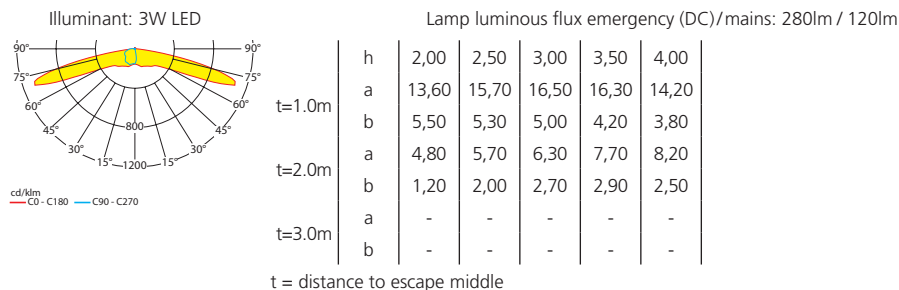 Illuminant: 3W LED
Lamp luminous flux emergency (DC)/mains: 280lm / 120lm
90° 90°
75° 75°
60° 60°
45° 800 45°
30° 30°
15° 1200 15°
cd/klm
C0 - C180 C90 - C270
h 2,00 2,50 3,00 3,50 4,00
t=1.0m a 13,60 15,70 16,50 16,30 14,20
b 5,50 5,30 5,00 4,20 3,80
t=2.0m a 4,80 5,70 6,30 7,70 8,20
b 1,20 2,00 2,70 2,90 2,50
t=3.0m a - - - - -
b - - - - -
t = distance to escape middle